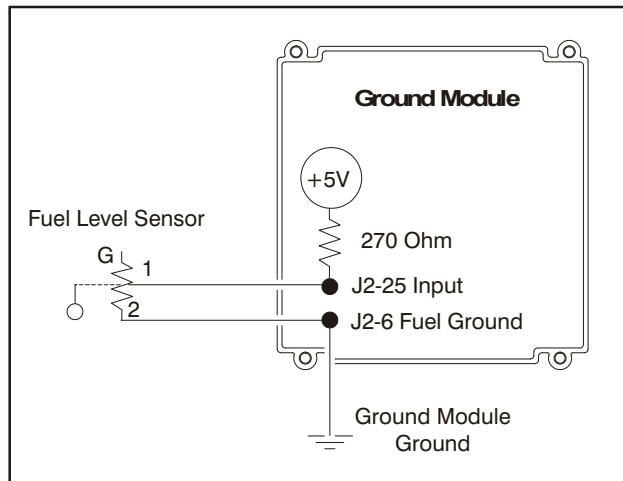 Ground Module
+5V
Fuel Level Sensor
270 Ohm
G
1
J2-25 Input
2
J2-6 Fuel Ground
Ground Module
Ground